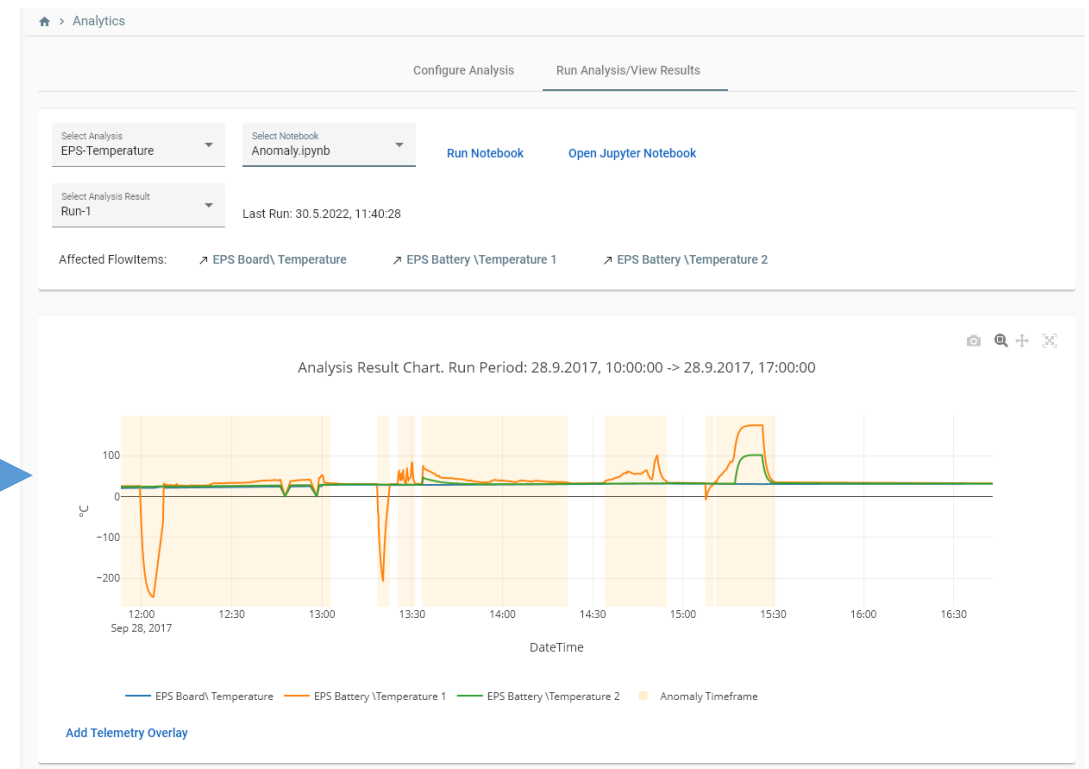 > Analytics
Configure Analysis Run Analysis/View Results
Select Analysis
EPS-Temperature
Select Notebook
Anomaly.ipynb
Run Notebook Open Jupyter Notebook
Select Analysis Result
Run-1
Last Run: 30.5.2022, 11:40:28
Affected FlowItems: ↗ EPS Board\ Temperature ↗ EPS Battery \Temperature 1 ↗ EPS Battery \Temperature 2
Analysis Result Chart. Run Period: 28.9.2017, 10:00:00 -> 28.9.2017, 17:00:00
100
0
−100
−200
°C
12:00 12:30 13:00 13:30 14:00 14:30 15:00 15:30 16:00 16:30
Sep 28, 2017
DateTime
EPS Board\ Temperature EPS Battery \Temperature 1 EPS Battery \Temperature 2 Anomaly Timeframe
Add Telemetry Overlay